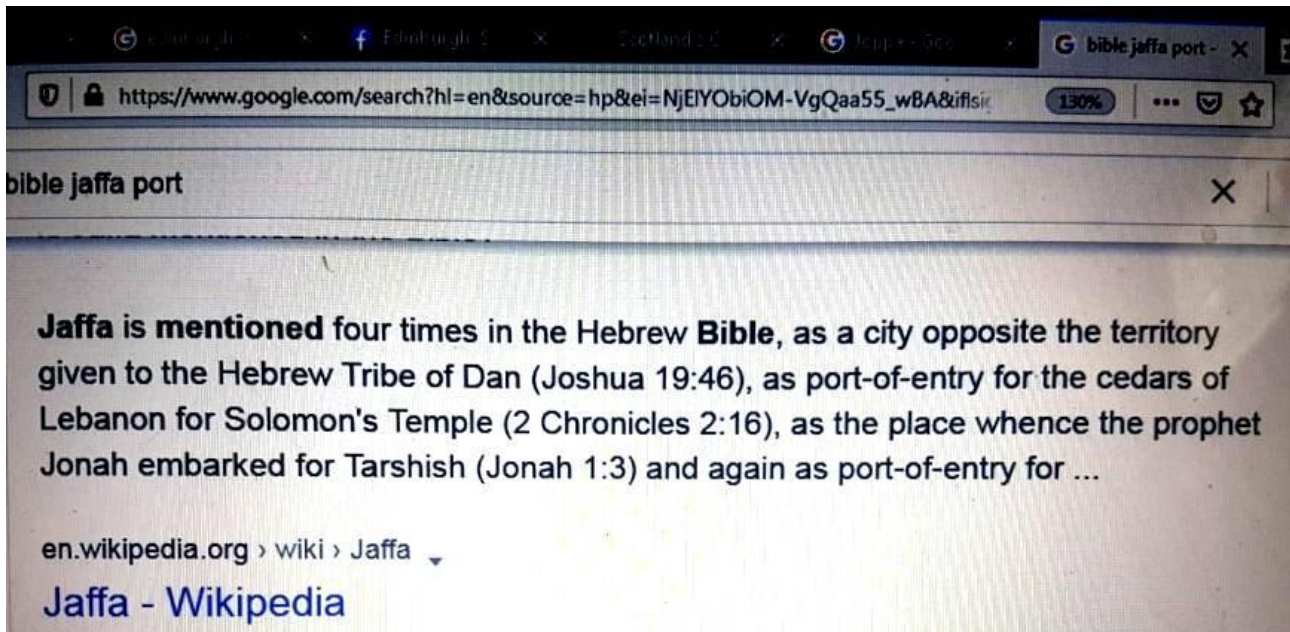 bible jaffa port -
https://www.google.com/search?hl=en&source=hp&ei=NjEIYObiOM-VgQaa55_wBA&iflsi
130%
bible jaffa port
Jaffa is mentioned four times in the Hebrew Bible, as a city opposite the territory
given to the Hebrew Tribe of Dan (Joshua 19:46), as port-of-entry for the cedars of
Lebanon for Solomon's Temple (2 Chronicles 2:16), as the place whence the prophet
Jonah embarked for Tarshish (Jonah 1:3) and again as port-of-entry for ...
en.wikipedia.org › wiki › Jaffa
Jaffa - Wikipedia